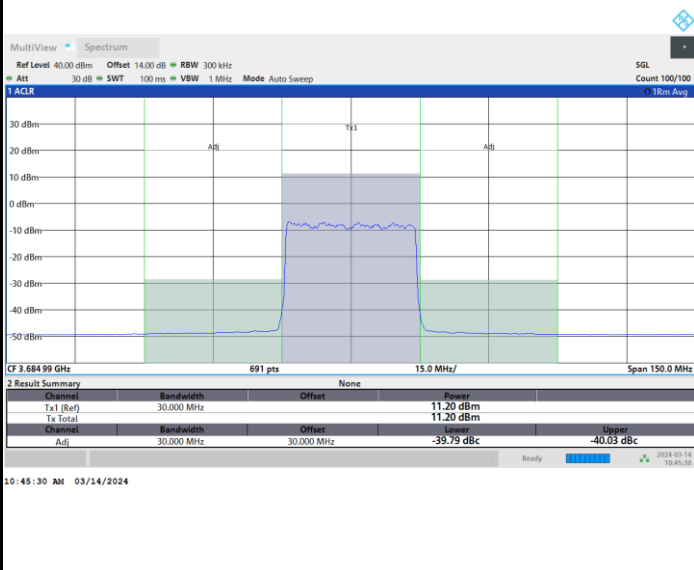 MultiView Spectrum
Ref Level 40.00 dBm Offset 14.00 dB RBW 300 kHz SGL
Att 30 dB SWT 100 ms VBW 1 MHz Mode Auto Sweep Count 100/100
1 ACLR 1Rm Avg
30 dBm
Tx1
20 dBm Adj Adj
10 dBm
0 dBm
-10 dBm
-20 dBm
-30 dBm
-40 dBm
-50 dBm
CF 3.684 99 GHz 691 pts 15.0 MHz/ Span 150.0 MHz
2 Result Summary None
Channel Bandwidth Offset Power
Tx1 (Ref) 30.000 MHz 11.20 dBm
Tx Total 11.20 dBm
Channel Bandwidth Offset Lower Upper
Adj 30.000 MHz 30.000 MHz -39.79 dBc -40.03 dBc
Ready 2024-03-14
10:45:30
10:45:30 AM 03/14/2024